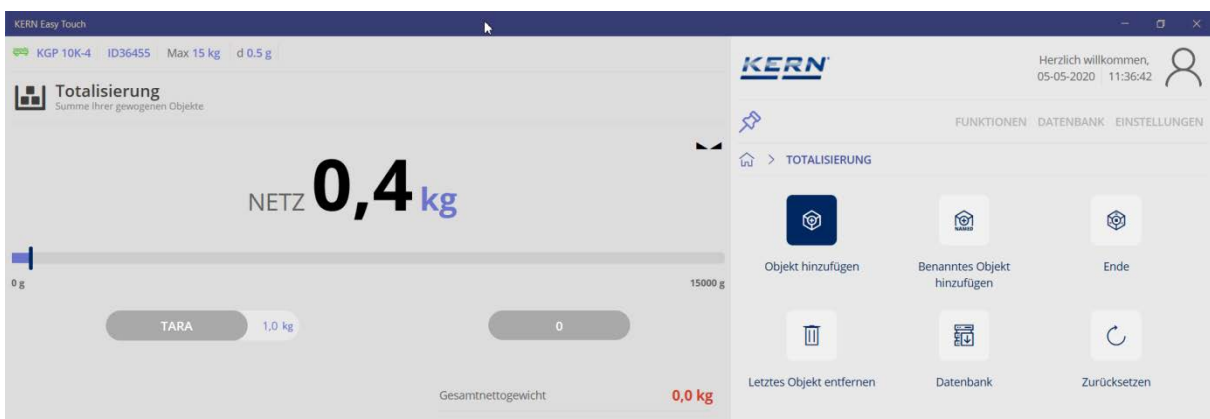 KERN Easy Touch
KGP 10K-4 ID36455 Max 15 kg d 0.5 g
Totalisierung
Summe Ihrer gewogenen Objekte
NETZ 0,4 kg
0 g 15000 g
TARA 1,0 kg 0
Gesamtnettogewicht 0,0 kg
KERN
Herzlich willkommen,
05-05-2020 11:36:42
FUNKTIONEN DATENBANK EINSTELLUNGEN
> TOTALISIERUNG
NAMED
Objekt hinzufügen
Benanntes Objekt
hinzufügen
Ende
Letztes Objekt entfernen
Datenbank
Zurücksetzen